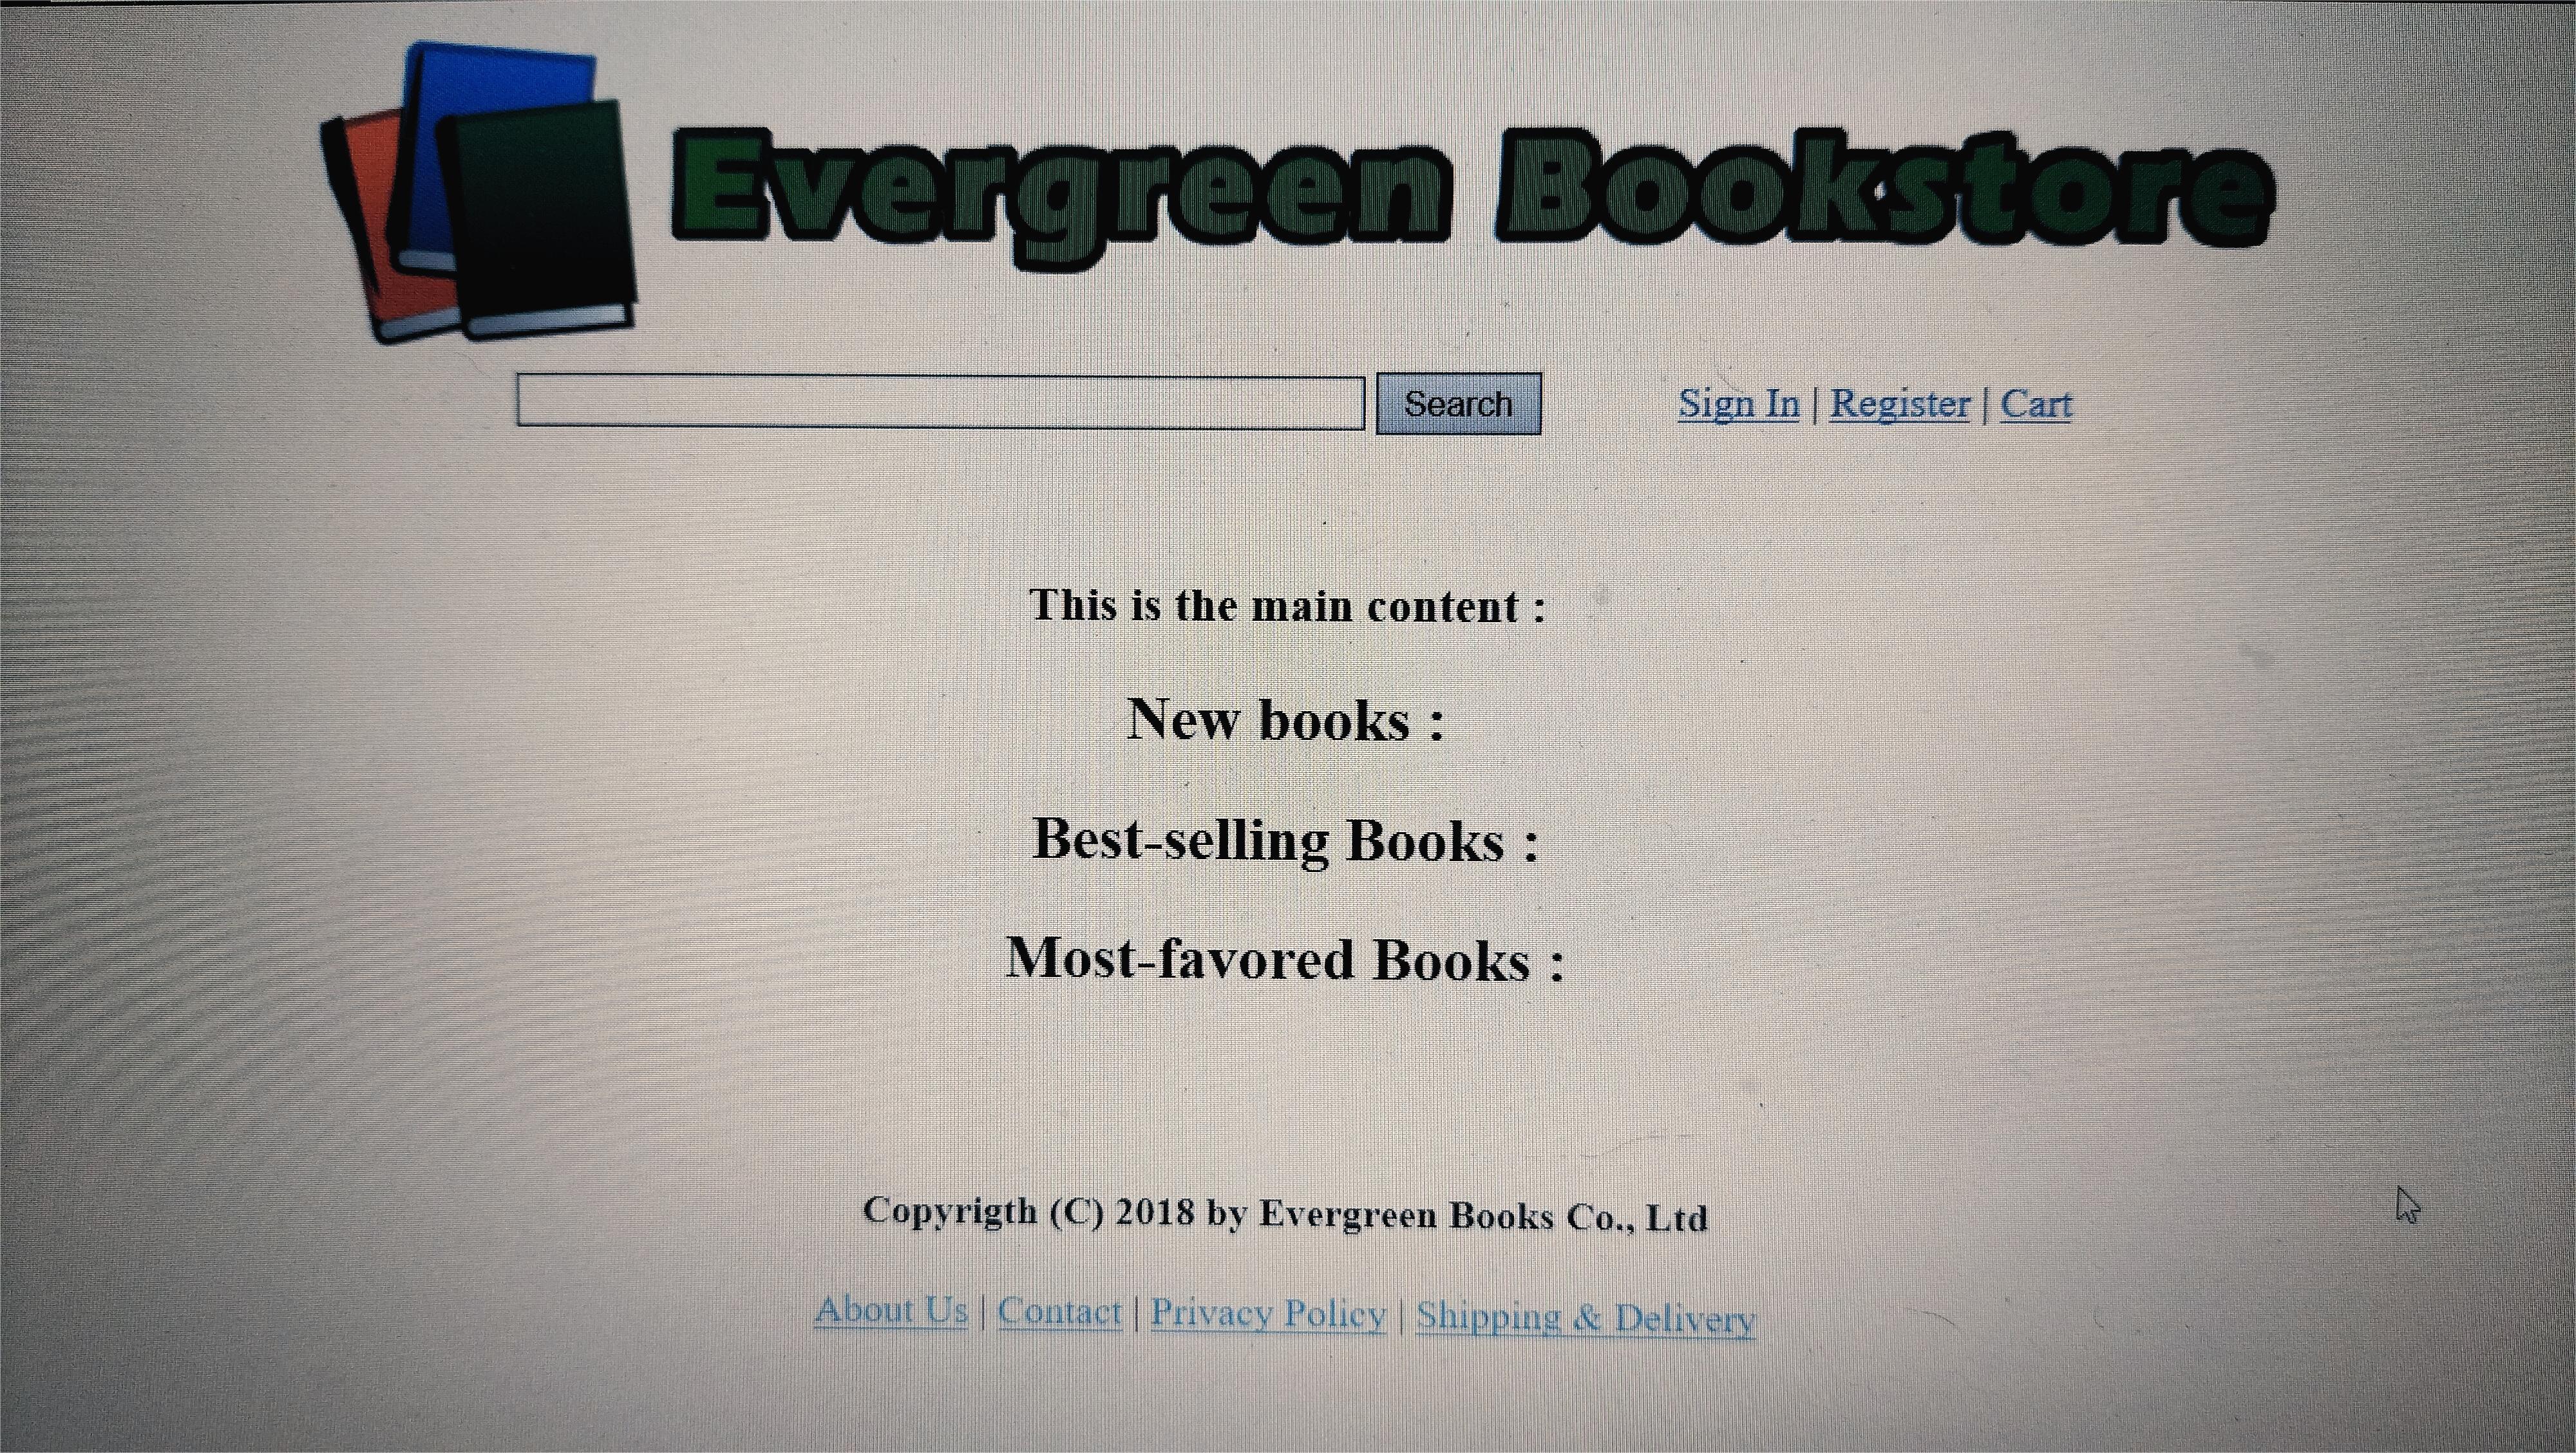 Evergreen Bookstore
Search Sign In | Register | Cart
This is the main content :
New books :
Best-selling Books :
Most-favored Books :
Copyrigth (C) 2018 by Evergreen Books Co., Ltd
About Us | Contact | Privacy Policy | Shipping & Delivery